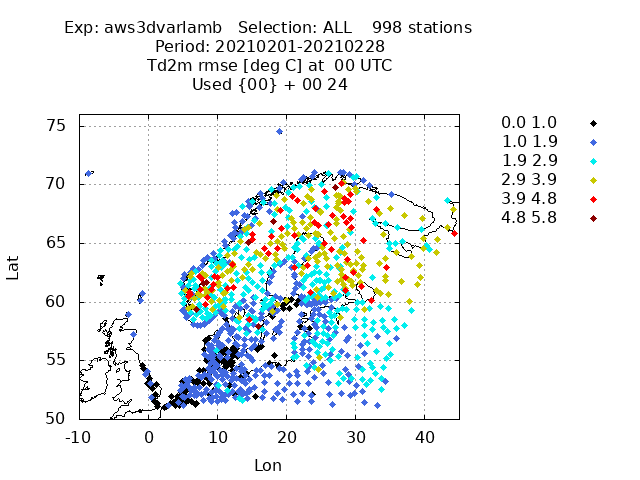 Exp: aws3dvarlamb   Selection: ALL    998 stations
Period: 20210201-20210228
Td2m rmse [deg C] at  00 UTC
Used {00} + 00 24
0.0 1.0
1.0 1.9
1.9 2.9
2.9 3.9
3.9 4.8
4.8 5.8
75
70
65
60
55
50
Lat
-10 0 10 20 30 40
Lon